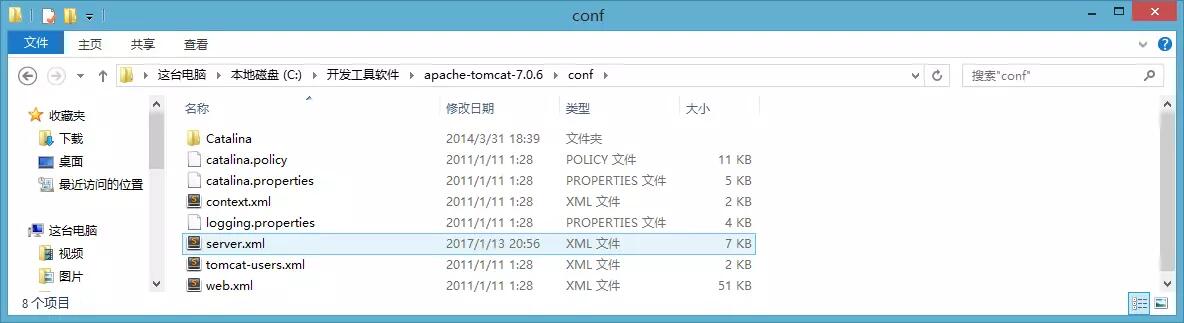 conf
文件 主页 共享 查看
这台电脑 本地磁盘 (C:) 开发工具软件 apache-tomcat-7.0.6 conf 搜索"conf"
名称 修改日期 类型 大小
收藏夹
下载
桌面
最近访问的位置
这台电脑
视频
图片
Catalina 2014/3/31 18:39 文件夹
catalina.policy 2011/1/11 1:28 POLICY 文件 11 KB
catalina.properties 2011/1/11 1:28 PROPERTIES 文件 5 KB
context.xml 2011/1/11 1:28 XML 文件 2 KB
logging.properties 2011/1/11 1:28 PROPERTIES 文件 4 KB
server.xml 2017/1/13 20:56 XML 文件 7 KB
tomcat-users.xml 2011/1/11 1:28 XML 文件 2 KB
web.xml 2011/1/11 1:28 XML 文件 51 KB
8 个项目